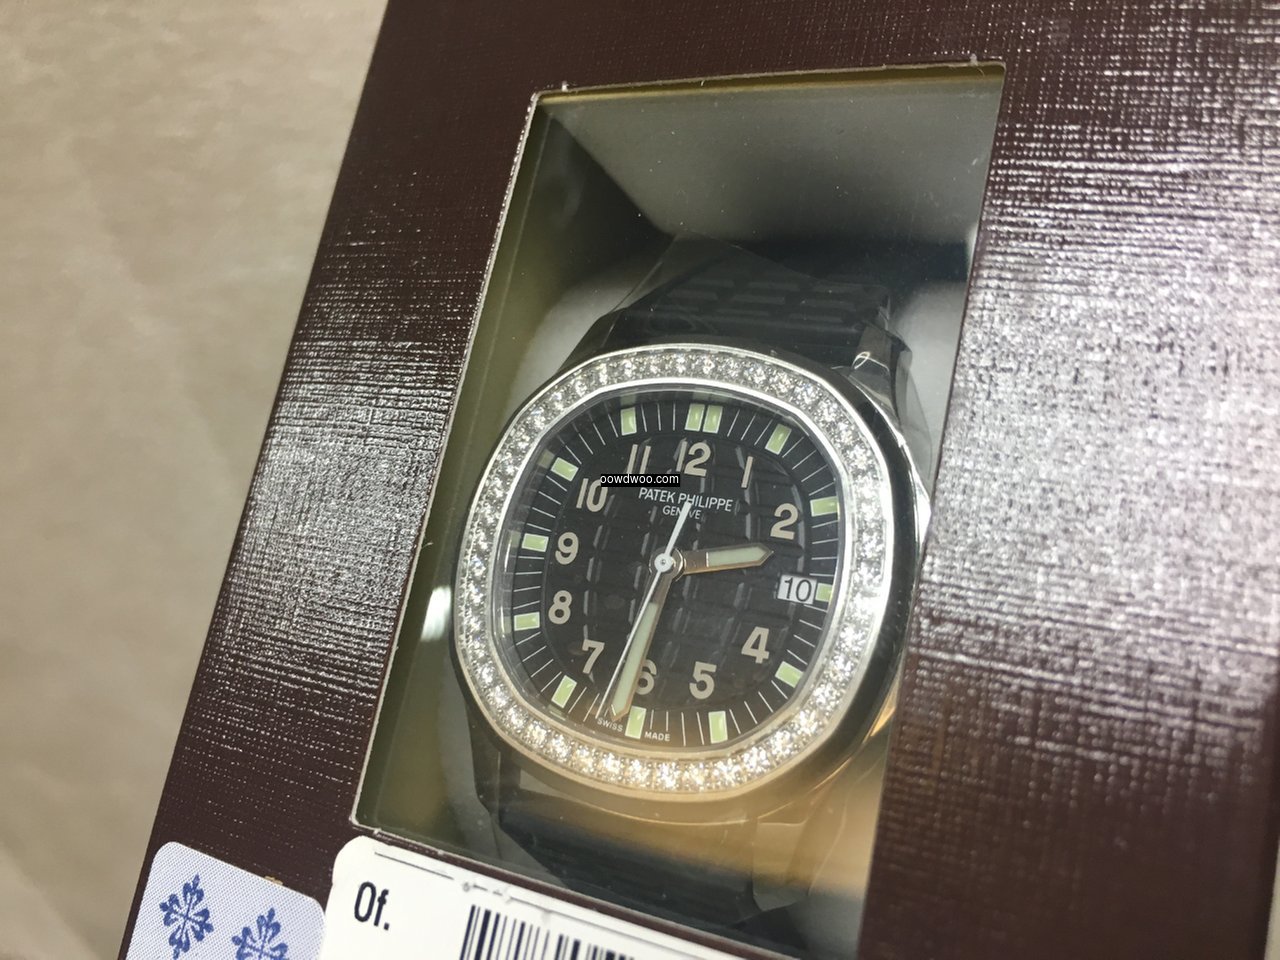 11 12 1
oowdwoo.com
10 2
PATEK PHILIPPE
GENEVE
9 10
8 4
7 6 5
SWISS MADE
Of.